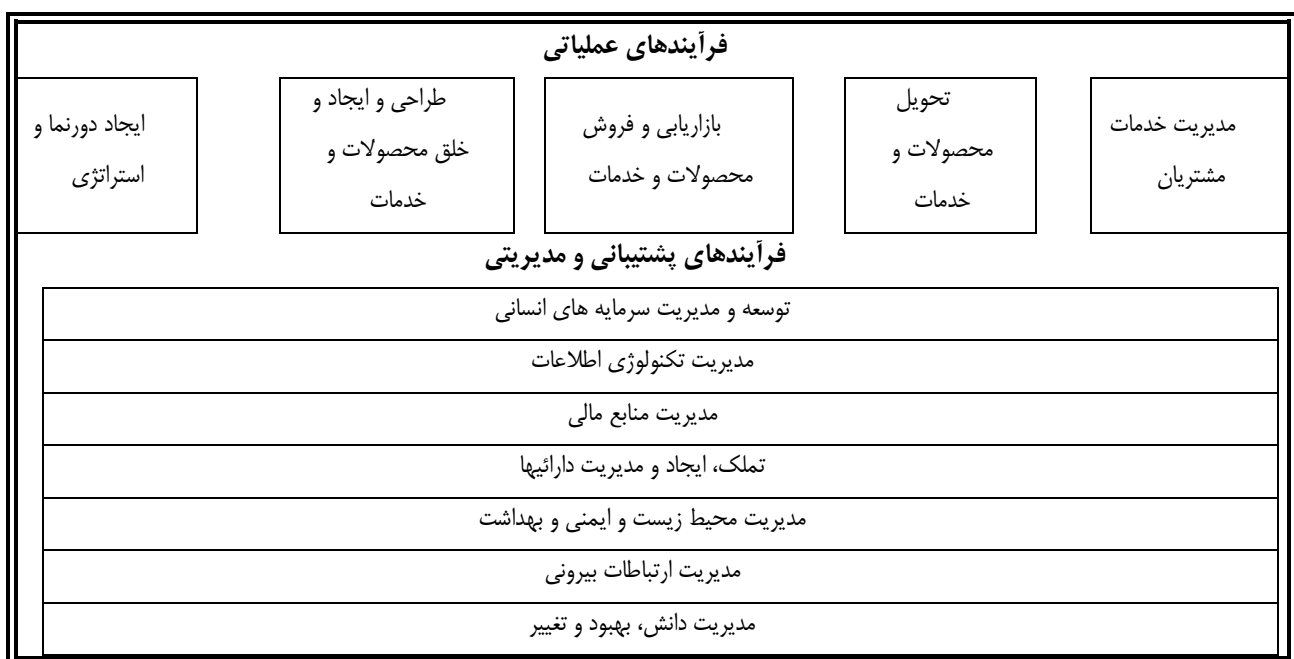 فرآیندهای عملیاتی
ایجاد دورنما و
استراتژی
طراحی و ایجاد و
خلق محصولات و
خدمات
بازاریابی و فروش
محصولات و خدمات
تحویل
محصولات و
خدمات
مدیریت خدمات
مشتریان
فرآیندهای پشتیبانی و مدیریتی
توسعه و مدیریت سرمایه های انسانی
مدیریت تکنولوژی اطلاعات
مدیریت منابع مالی
تملک، ایجاد و مدیریت دارائیها
مدیریت محیط زیست و ایمنی و بهداشت
مدیریت ارتباطات بیرونی
مدیریت دانش، بهبود و تغییر